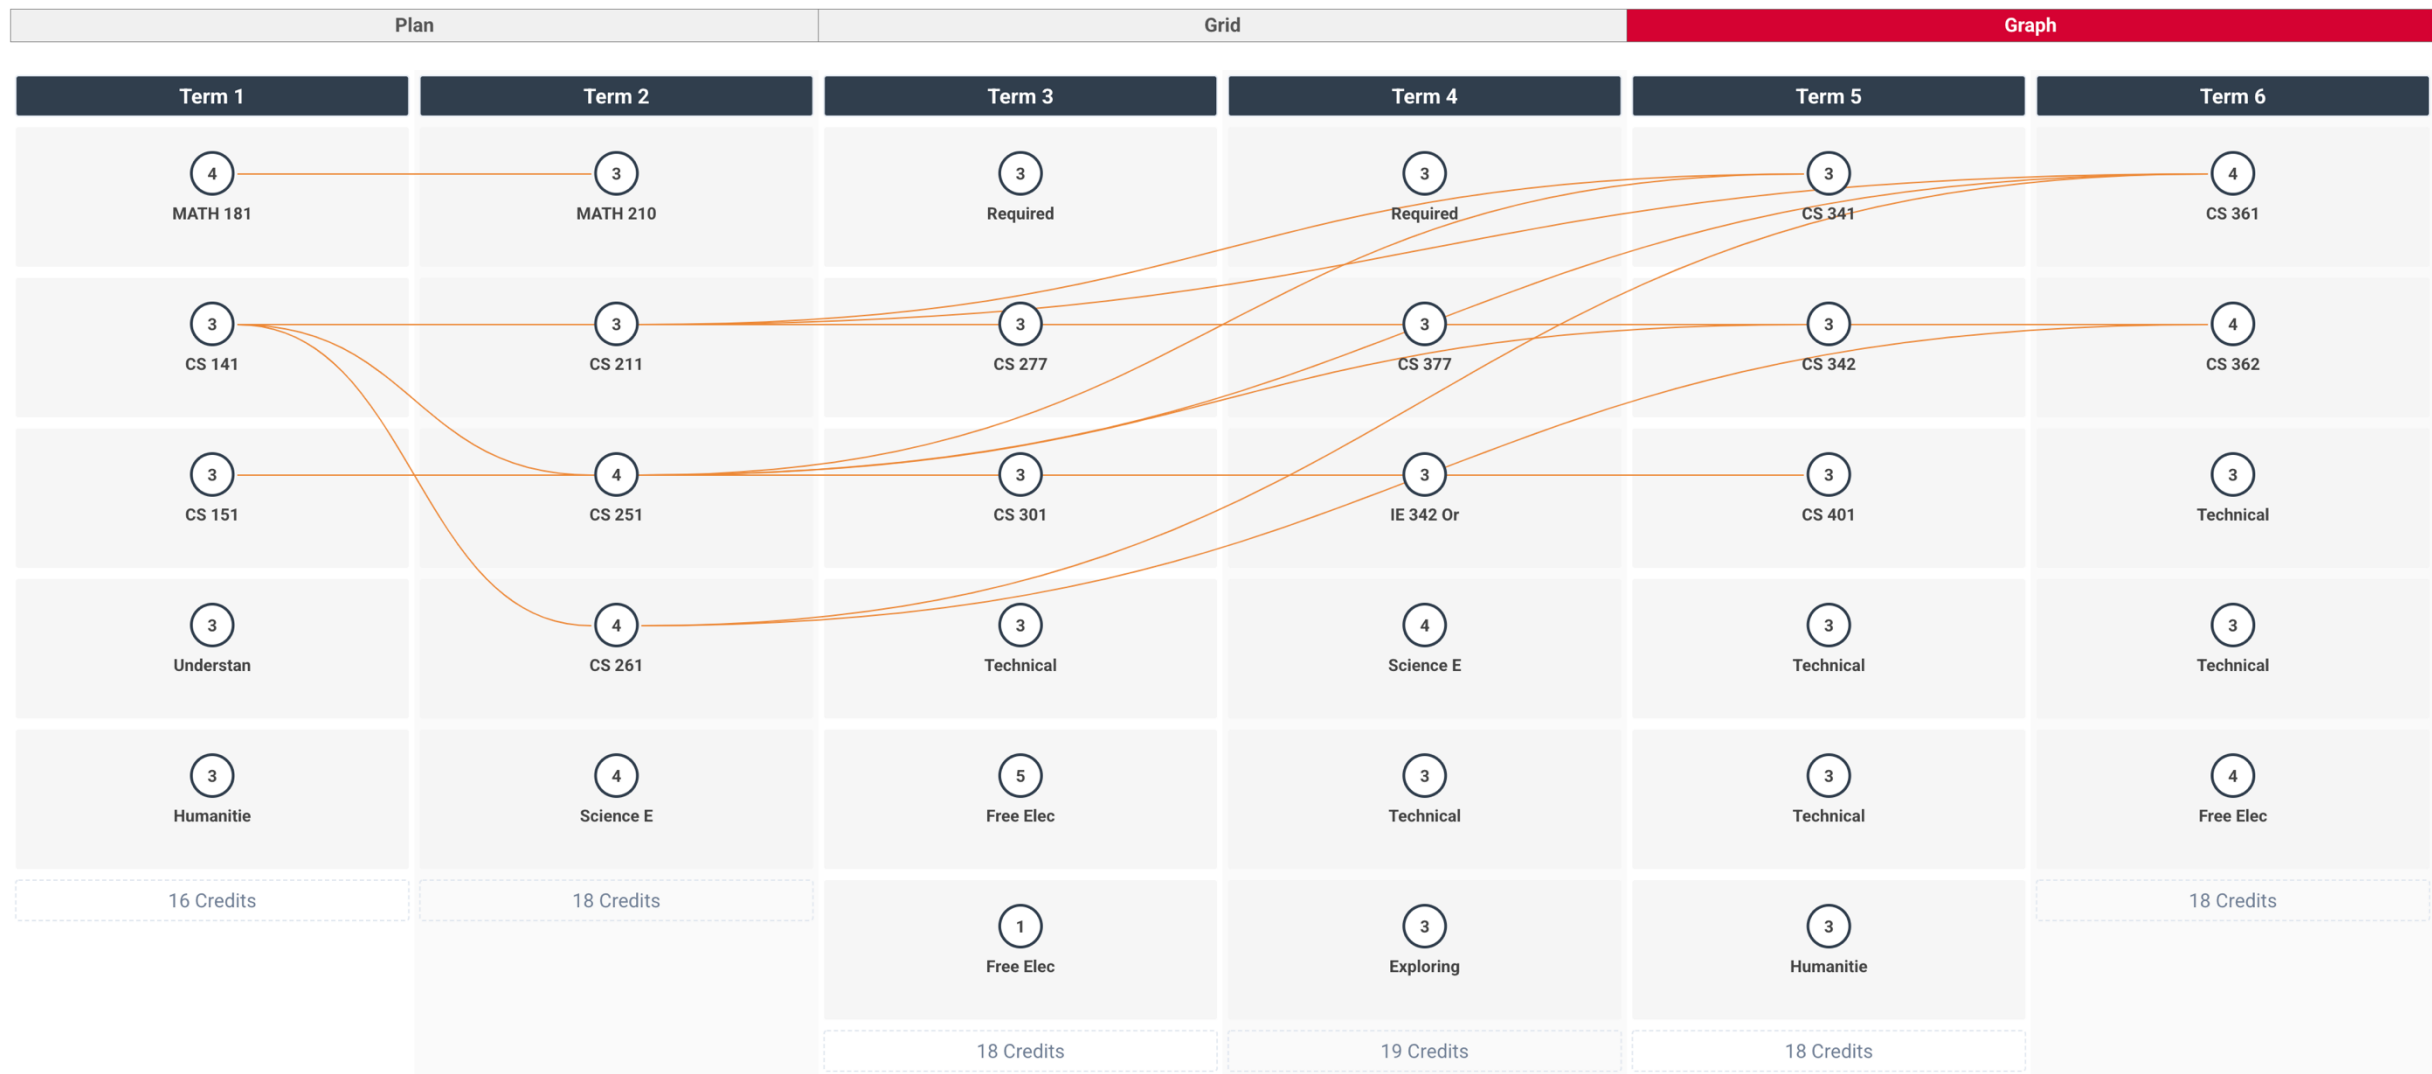 Plan Grid Graph
Term 1 Term 2 Term 3 Term 4 Term 5 Term 6
4 3 3 3 3 4
MATH 181 MATH 210 Required Required CS 341 CS 361
3 3 3 3 3 4
CS 141 CS 211 CS 277 CS 377 CS 342 CS 362
3 4 3 3 3 3
CS 151 CS 251 CS 301 IE 342 Or CS 401 Technical
3 4 3 4 3 3
Understan CS 261 Technical Science E Technical Technical
3 4 5 3 3 4
Humanitie Science E Free Elec Technical Technical Free Elec
16 Credits 18 Credits 18 Credits
1 3 3
Free Elec Exploring Humanitie
18 Credits 19 Credits 18 Credits